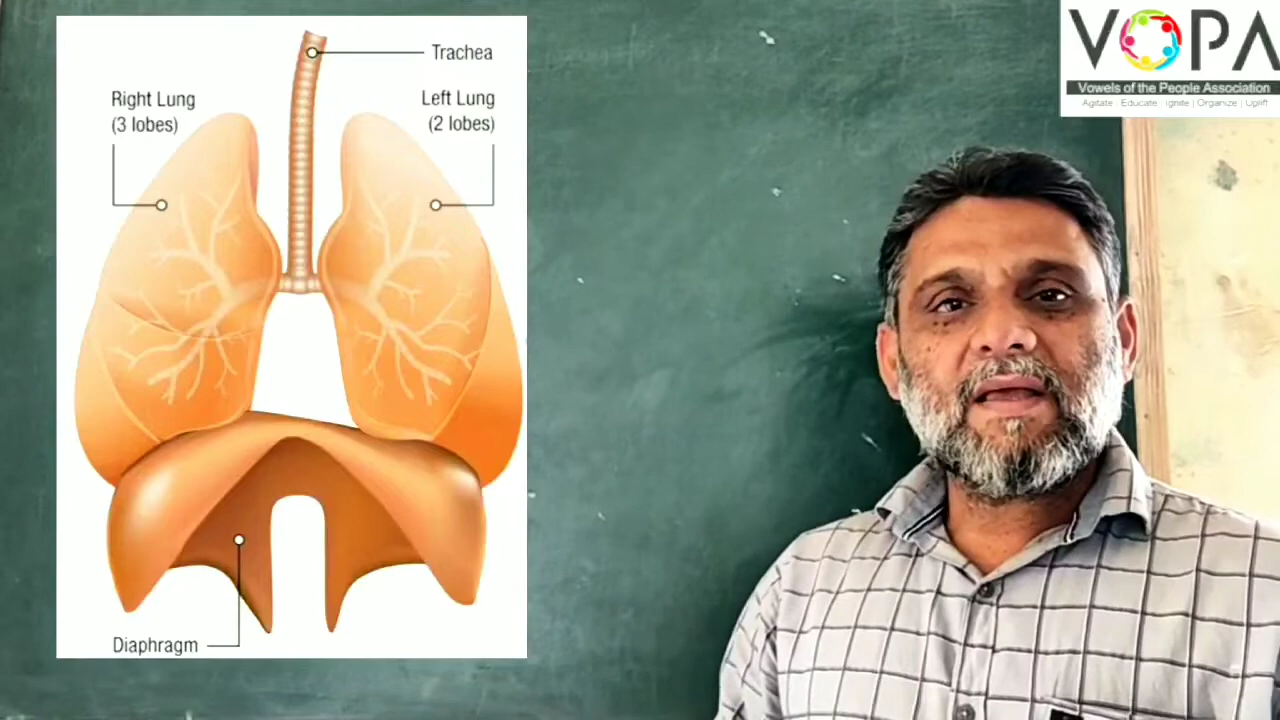 Trachea
Right Lung
(3 lobes)
Left Lung
(2 lobes)
Diaphragm
VOPA
Vowels of the People Association
Agitate | Educate | Ignite | Organize | Uplift